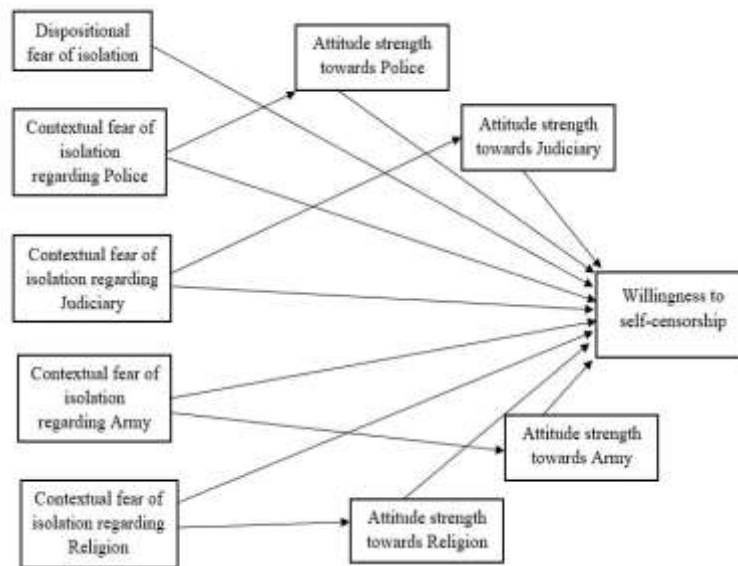 Dispositional
fear of isolation
Attitude strength
towards Police
Contextual fear of
isolation
regarding Police
Attitude strength
towards Judiciary
Contextual fear of
isolation regarding
Judiciary
Willingness to
self-censorship
Contextual fear of
isolation
regarding Army
Attitude strength
towards Army
Contextual fear of
isolation regarding
Religion
Attitude strength
towards Religion